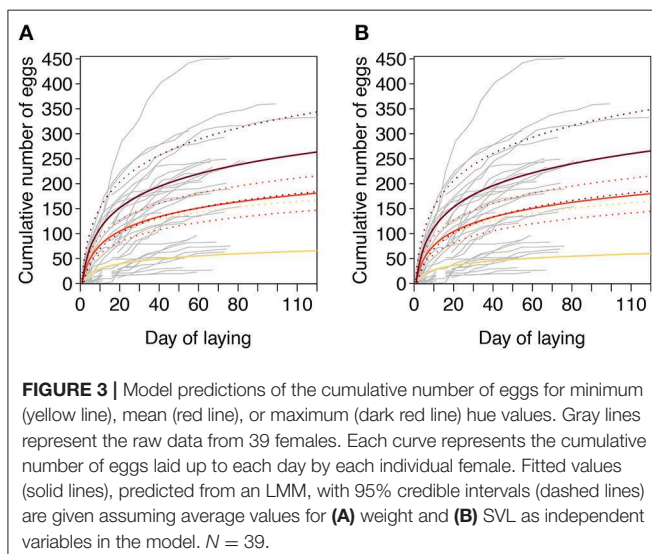 A
B
Cumulative number of eggs
450
400
350
300
250
200
150
100
50
0
0 20 40 60 80 110
Day of laying
Cumulative number of eggs
450
400
350
300
250
200
150
100
50
0
0 20 40 60 80 110
Day of laying
FIGURE 3 | Model predictions of the cumulative number of eggs for minimum
(yellow line), mean (red line), or maximum (dark red line) hue values. Gray lines
represent the raw data from 39 females. Each curve represents the cumulative
number of eggs laid up to each day by each individual female. Fitted values
(solid lines), predicted from an LMM, with 95% credible intervals (dashed lines)
are given assuming average values for (A) weight and (B) SVL as independent
variables in the model. N = 39.